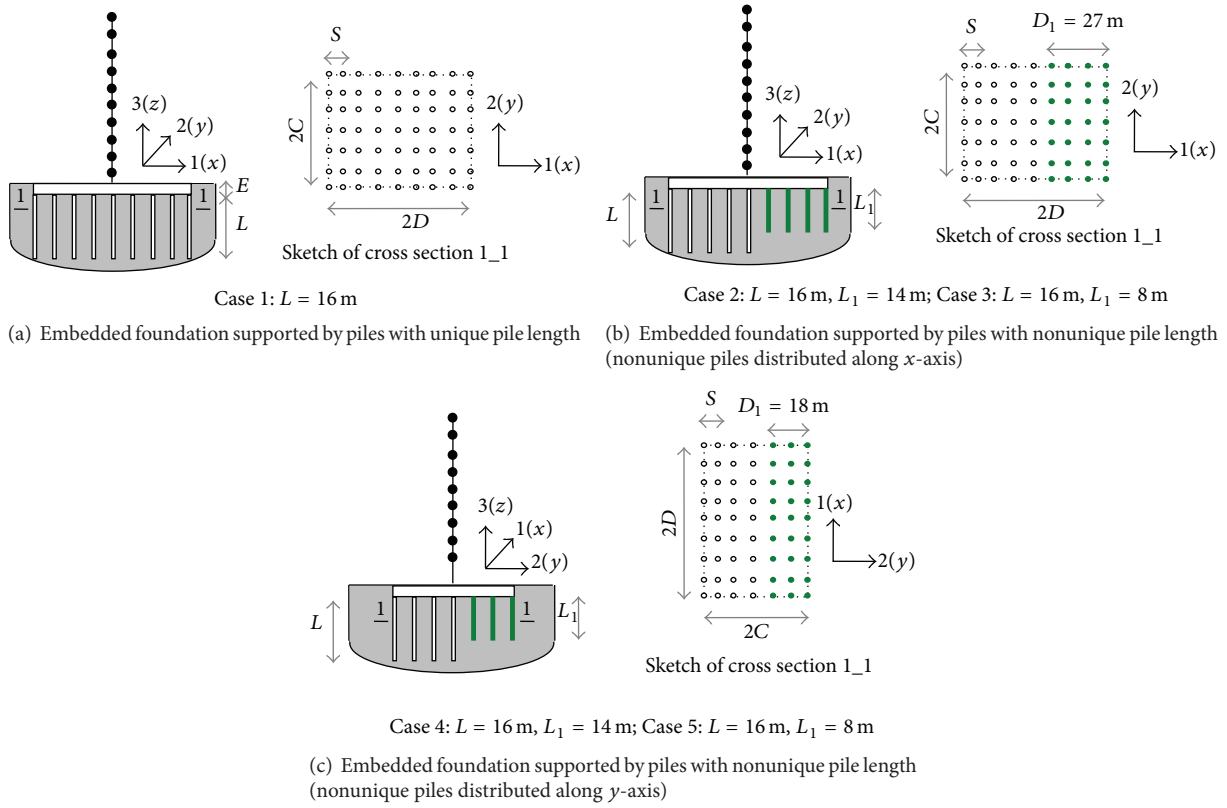 S
2C
2D
3(z)
2(y)
1(x)
2(y)
1(x)
1
1
E
L
Sketch of cross section 1_1
Case 1: L = 16 m
(a) Embedded foundation supported by piles with unique pile length
S
D₁ = 27 m
2C
2D
3(z)
2(y)
1(x)
2(y)
1(x)
L
1
1
L₁
Sketch of cross section 1_1
Case 2: L = 16 m, L₁ = 14 m; Case 3: L = 16 m, L₁ = 8 m
(b) Embedded foundation supported by piles with nonunique pile length
(nonunique piles distributed along x-axis)
S
D₁ = 18 m
2D
2C
3(z)
1(x)
2(y)
1(x)
2(y)
L
1
1
L₁
Sketch of cross section 1_1
Case 4: L = 16 m, L₁ = 14 m; Case 5: L = 16 m, L₁ = 8 m
(c) Embedded foundation supported by piles with nonunique pile length
(nonunique piles distributed along y-axis)